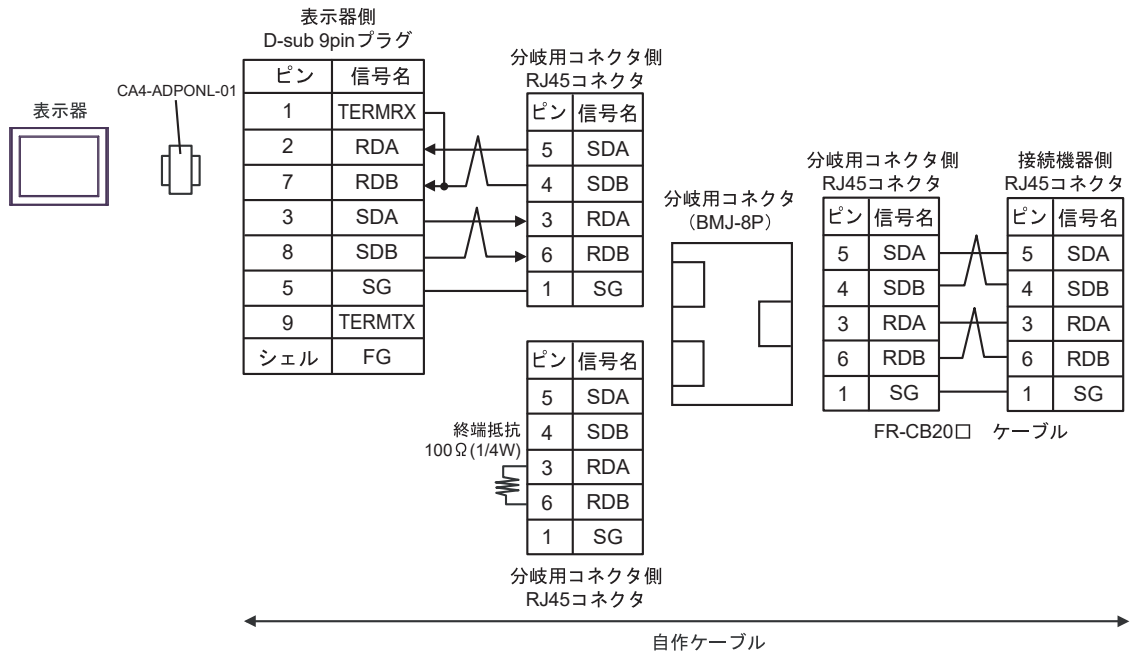 表示器側
D-sub 9pinプラグ
ピン 信号名
1 TERMRX
2 RDA
7 RDB
3 SDA
8 SDB
5 SG
9 TERMTX
シェル FG
表示器
CA4-ADPONL-01
分岐用コネクタ側
RJ45コネクタ
ピン 信号名
5 SDA
4 SDB
3 RDA
6 RDB
1 SG
ピン 信号名
5 SDA
4 SDB
3 RDA
6 RDB
1 SG
終端抵抗
100Ω(1/4W)
分岐用コネクタ側
RJ45コネクタ
分岐用コネクタ
（BMJ-8P）
分岐用コネクタ側
RJ45コネクタ
ピン 信号名
5 SDA
4 SDB
3 RDA
6 RDB
1 SG
接続機器側
RJ45コネクタ
ピン 信号名
5 SDA
4 SDB
3 RDA
6 RDB
1 SG
FR-CB20□ ケーブル
自作ケーブル